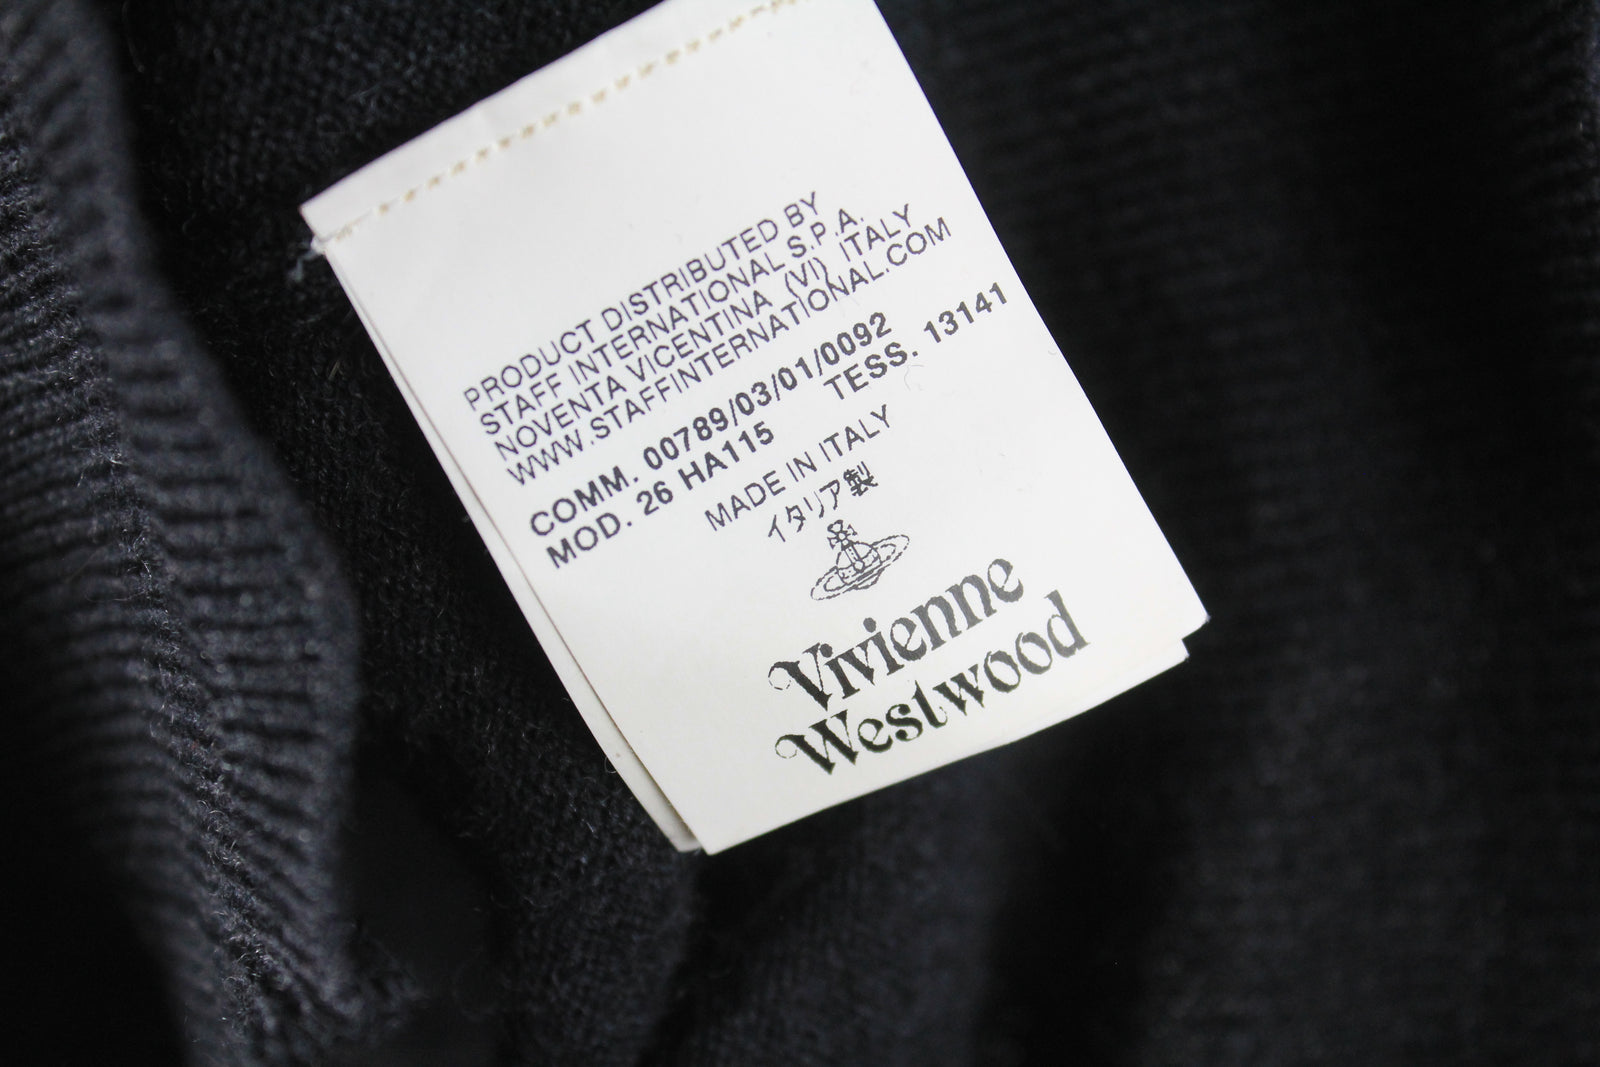 PRODUCT DISTRIBUTED BY
STAFF INTERNATIONAL S.P.A.
NOVENTA VICENTINA (VI) ITALY
WWW.STAFFINTERNATIONAL.COM
COMM. 00789/03/01/0092
MOD. 26 HA115 TESS. 13141
MADE IN ITALY
イタリア製
Vivienne
Westwood